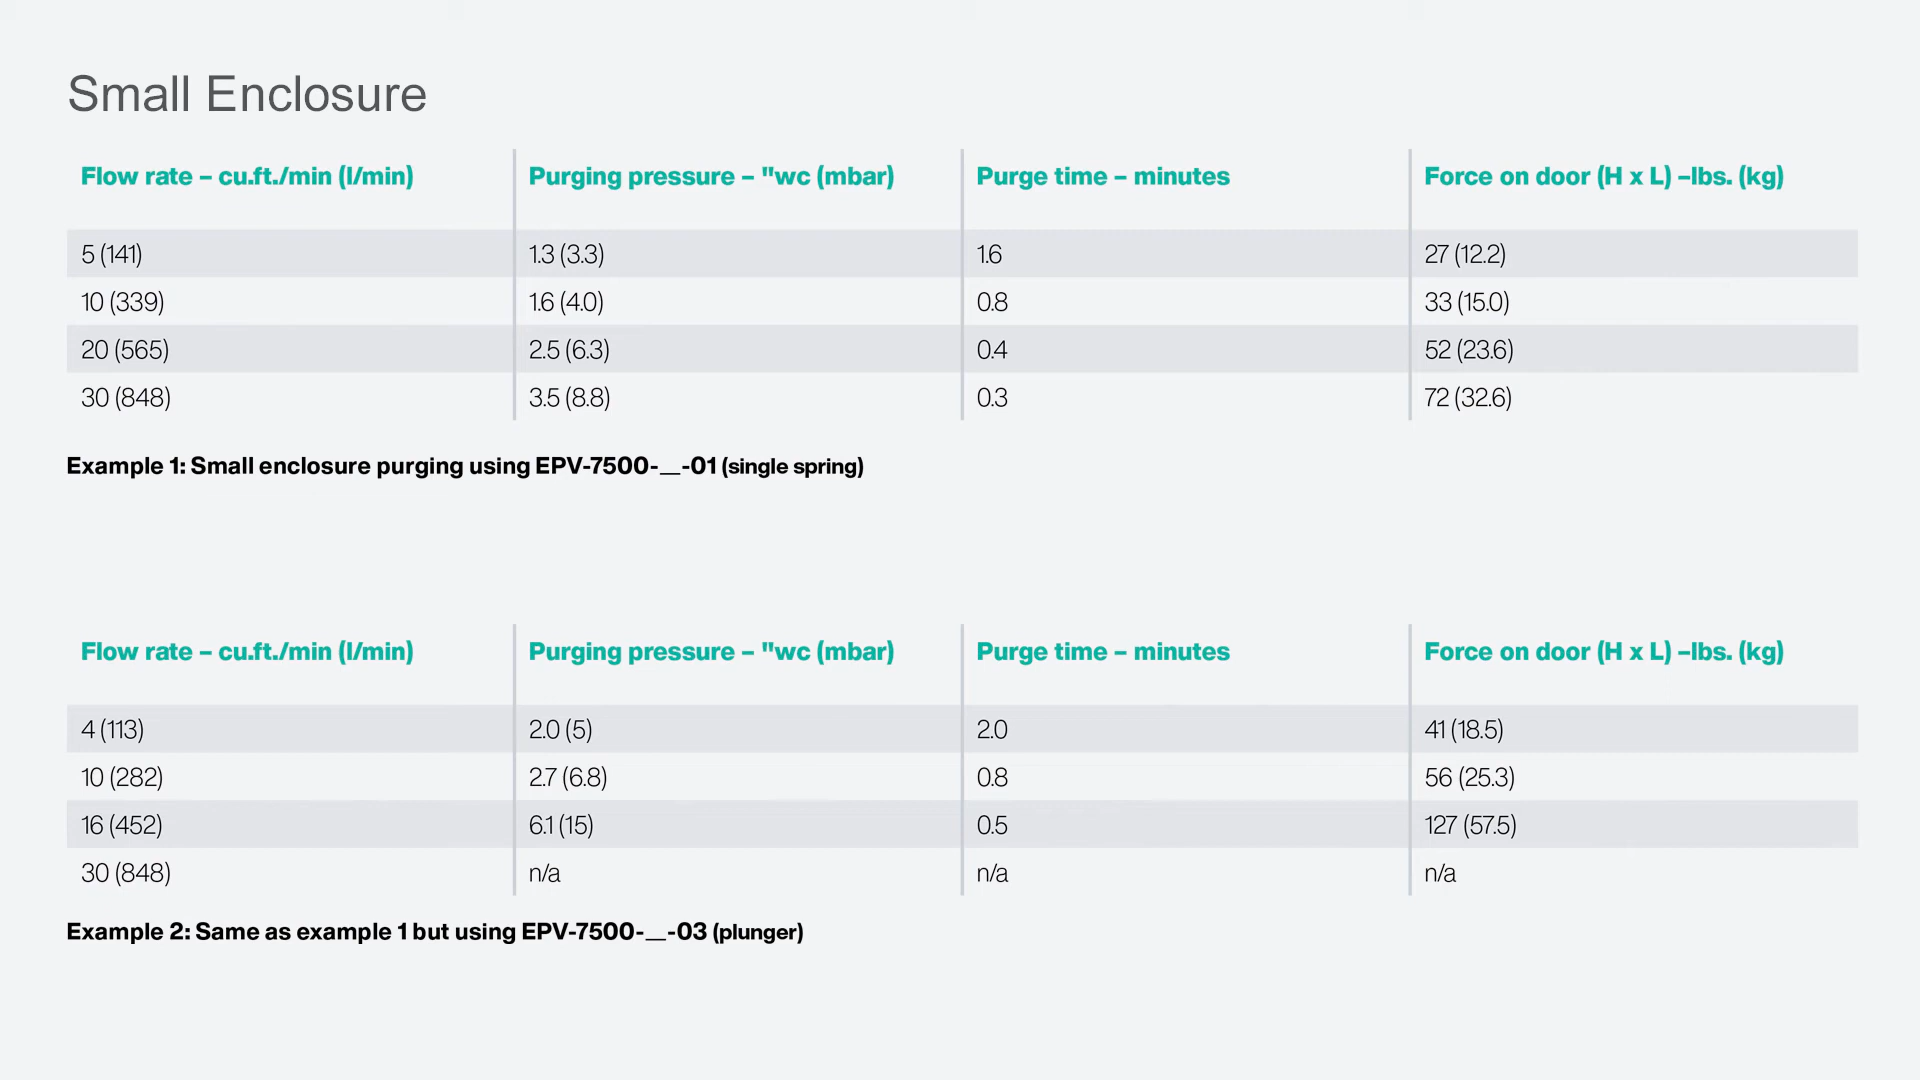 Small Enclosure
Flow rate – cu.ft./min (l/min) Purging pressure – "wc (mbar) Purge time – minutes Force on door (H x L) –lbs. (kg)
5 (141) 1.3 (3.3) 1.6 27 (12.2)
10 (339) 1.6 (4.0) 0.8 33 (15.0)
20 (565) 2.5 (6.3) 0.4 52 (23.6)
30 (848) 3.5 (8.8) 0.3 72 (32.6)
Example 1: Small enclosure purging using EPV-7500-__-01 (single spring)
Flow rate – cu.ft./min (l/min) Purging pressure – "wc (mbar) Purge time – minutes Force on door (H x L) –lbs. (kg)
4 (113) 2.0 (5) 2.0 41 (18.5)
10 (282) 2.7 (6.8) 0.8 56 (25.3)
16 (452) 6.1 (15) 0.5 127 (57.5)
30 (848) n/a n/a n/a
Example 2: Same as example 1 but using EPV-7500-__-03 (plunger)